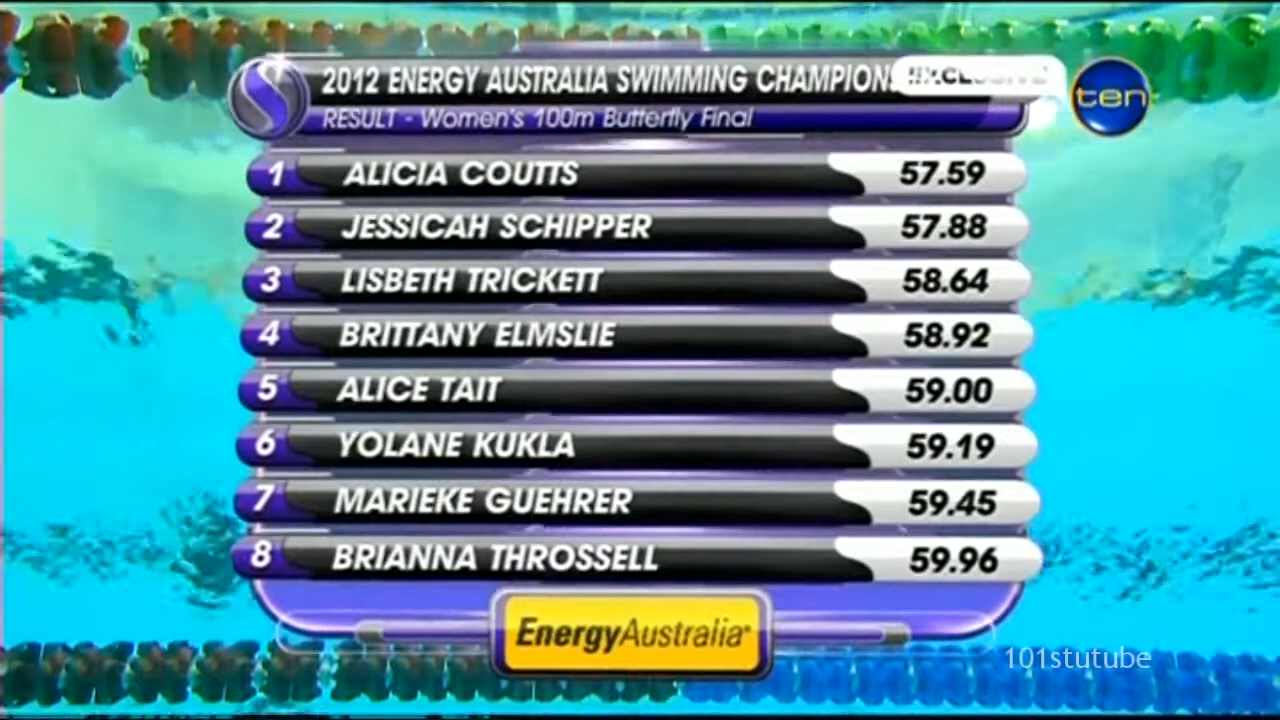 2012 ENERGY AUSTRALIA SWIMMING CHAMPIONS
ten
RESULT - Women's 100m Butterfly Final
1 ALICIA COUTTS 57.59
2 JESSICAH SCHIPPER 57.88
3 LISBETH TRICKETT 58.64
4 BRITTANY ELMSLIE 58.92
5 ALICE TAIT 59.00
6 YOLANE KUKLA 59.19
7 MARIEKE GUEHRER 59.45
8 BRIANNA THROSSELL 59.96
EnergyAustralia
101stutube